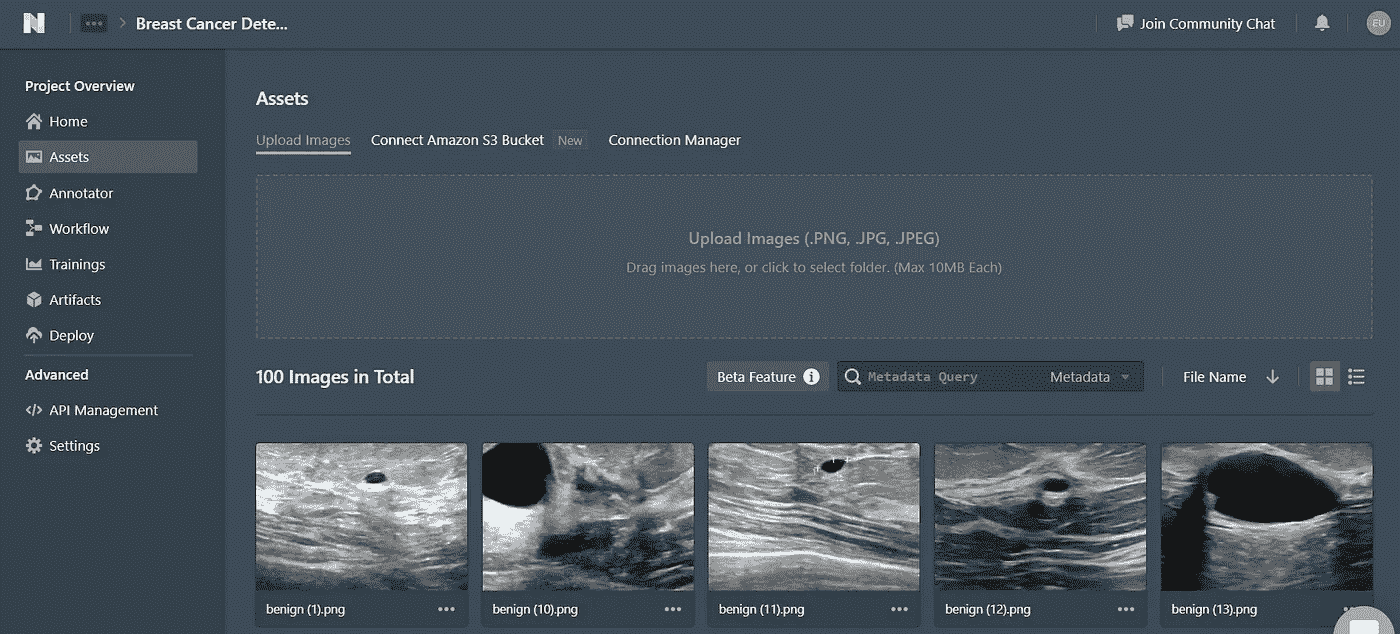 N
Breast Cancer Dete...
Join Community Chat
EU
Project Overview
Home
Assets
Annotator
Workflow
Trainings
Artifacts
Deploy
Advanced
API Management
Settings
Assets
Upload Images Connect Amazon S3 Bucket New Connection Manager
Upload Images (.PNG, .JPG, .JPEG)
Drag images here, or click to select folder. (Max 10MB Each)
100 Images in Total Beta Feature Metadata Query Metadata File Name
benign (1).png benign (10).png benign (11).png benign (12).png benign (13).png